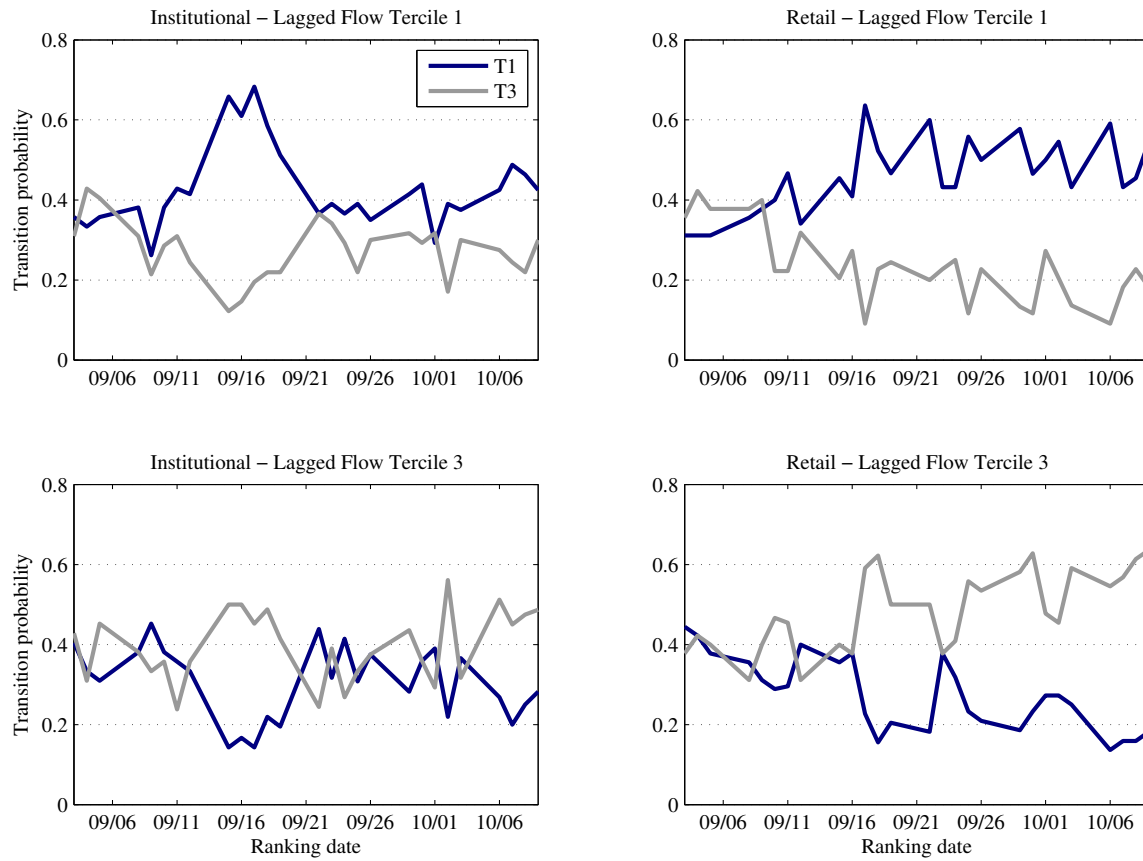 Institutional − Lagged Flow Tercile 1
Retail − Lagged Flow Tercile 1
T1
T3
Transition probability
0.8
0.6
0.4
0.2
0
09/06 09/11 09/16 09/21 09/26 10/01 10/06
0.8
0.6
0.4
0.2
0
09/06 09/11 09/16 09/21 09/26 10/01 10/06
Institutional − Lagged Flow Tercile 3
Retail − Lagged Flow Tercile 3
Transition probability
0.8
0.6
0.4
0.2
0
09/06 09/11 09/16 09/21 09/26 10/01 10/06
Ranking date
0.8
0.6
0.4
0.2
0
09/06 09/11 09/16 09/21 09/26 10/01 10/06
Ranking date